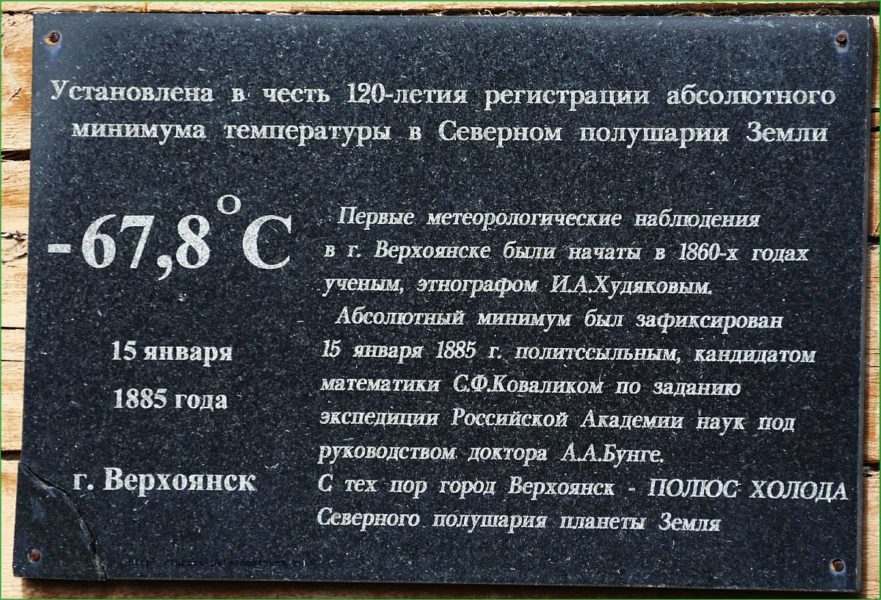 Установлена в честь 120-летия регистрации абсолютного
минимума температуры в Северном полушарии Земли
-67,8°C
15 января
1885 года
г. Верхоянск
Первые метеорологические наблюдения
в г. Верхоянске были начаты в 1860-х годах
ученым, этнографом И.А.Худяковым.
Абсолютный минимум был зафиксирован
15 января 1885 г. политссыльным, кандидатом
математики С.Ф.Коваликом по заданию
экспедиции Российской Академии наук под
руководством доктора А.А.Бунге.
С тех пор город Верхоянск - ПОЛЮС ХОЛОДА
Северного полушария планеты Земля